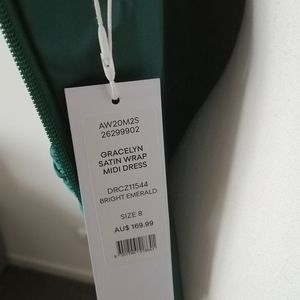 AW20M2S
26299902
GRACELYN
SATIN WRAP
MIDI DRESS
DRCZ11544
BRIGHT EMERALD
SIZE 8
AU$ 169.99